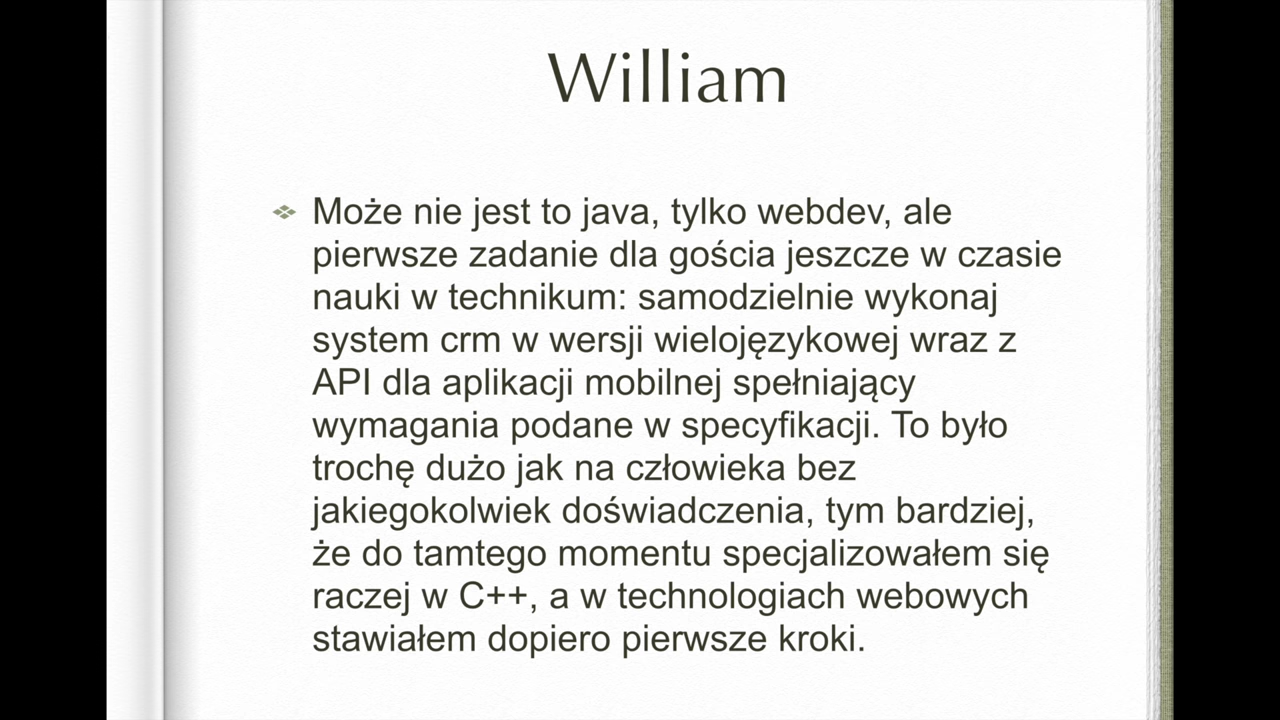 William
Może nie jest to java, tylko webdev, ale
pierwsze zadanie dla gościa jeszcze w czasie
nauki w technikum: samodzielnie wykonaj
system crm w wersji wielojęzykowej wraz z
API dla aplikacji mobilnej spełniający
wymagania podane w specyfikacji. To było
trochę dużo jak na człowieka bez
jakiegokolwiek doświadczenia, tym bardziej,
że do tamtego momentu specjalizowałem się
raczej w C++, a w technologiach webowych
stawiałem dopiero pierwsze kroki.